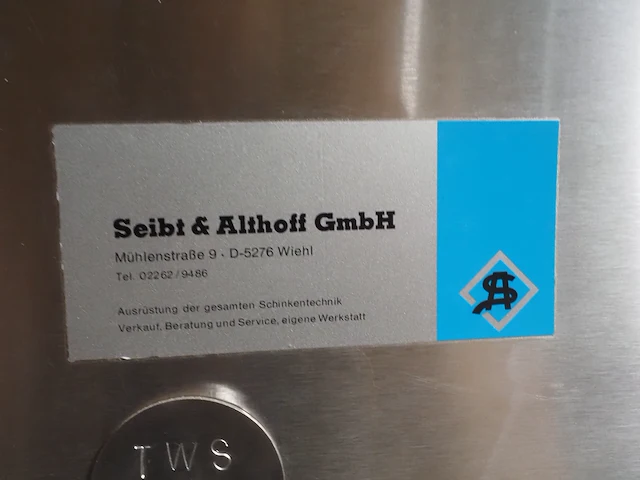 Seibt & Althoff GmbH
Mühlenstraße 9 · D-5276 Wiehl
Tel. 02262/9486
Ausrüstung der gesamten Schinkentechnik
Verkauf, Beratung und Service, eigene Werkstatt
AS
TWS